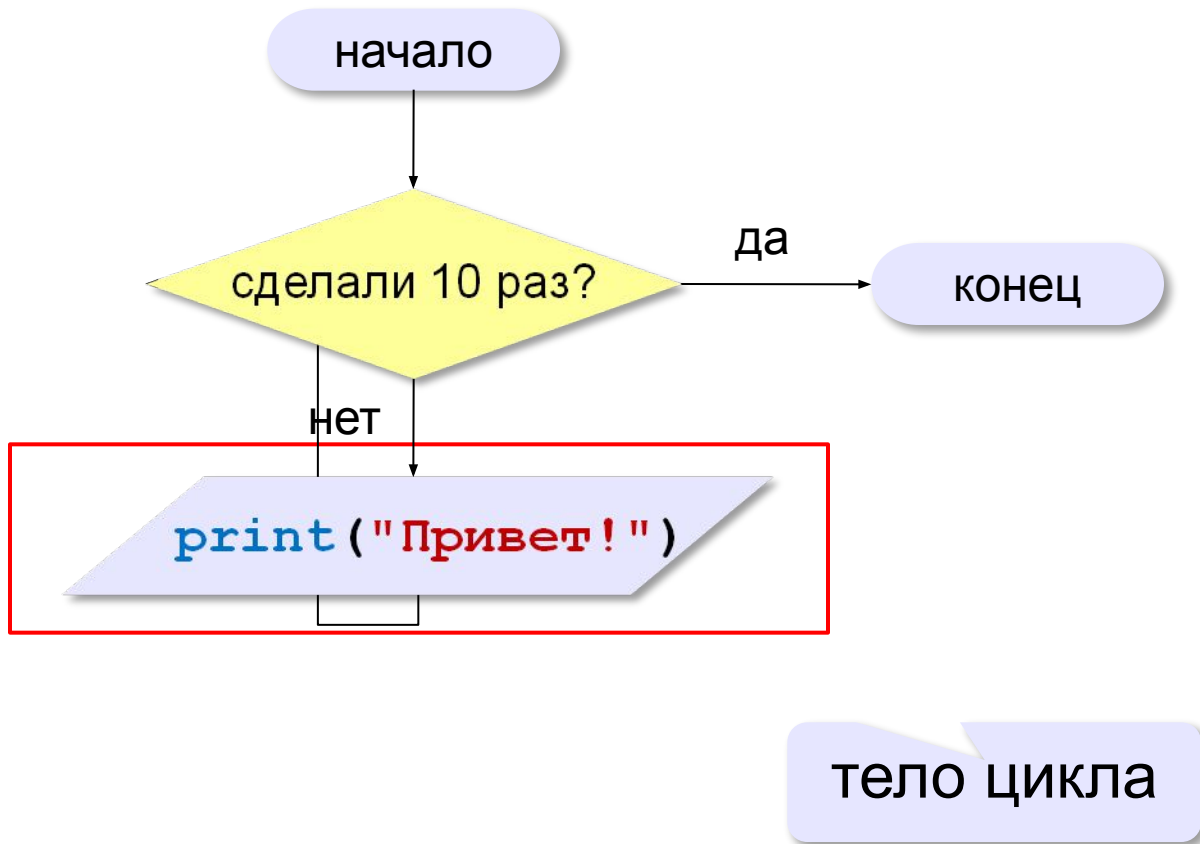 начало
сделали 10 раз?
да
конец
нет
print("Привет!")
тело цикла